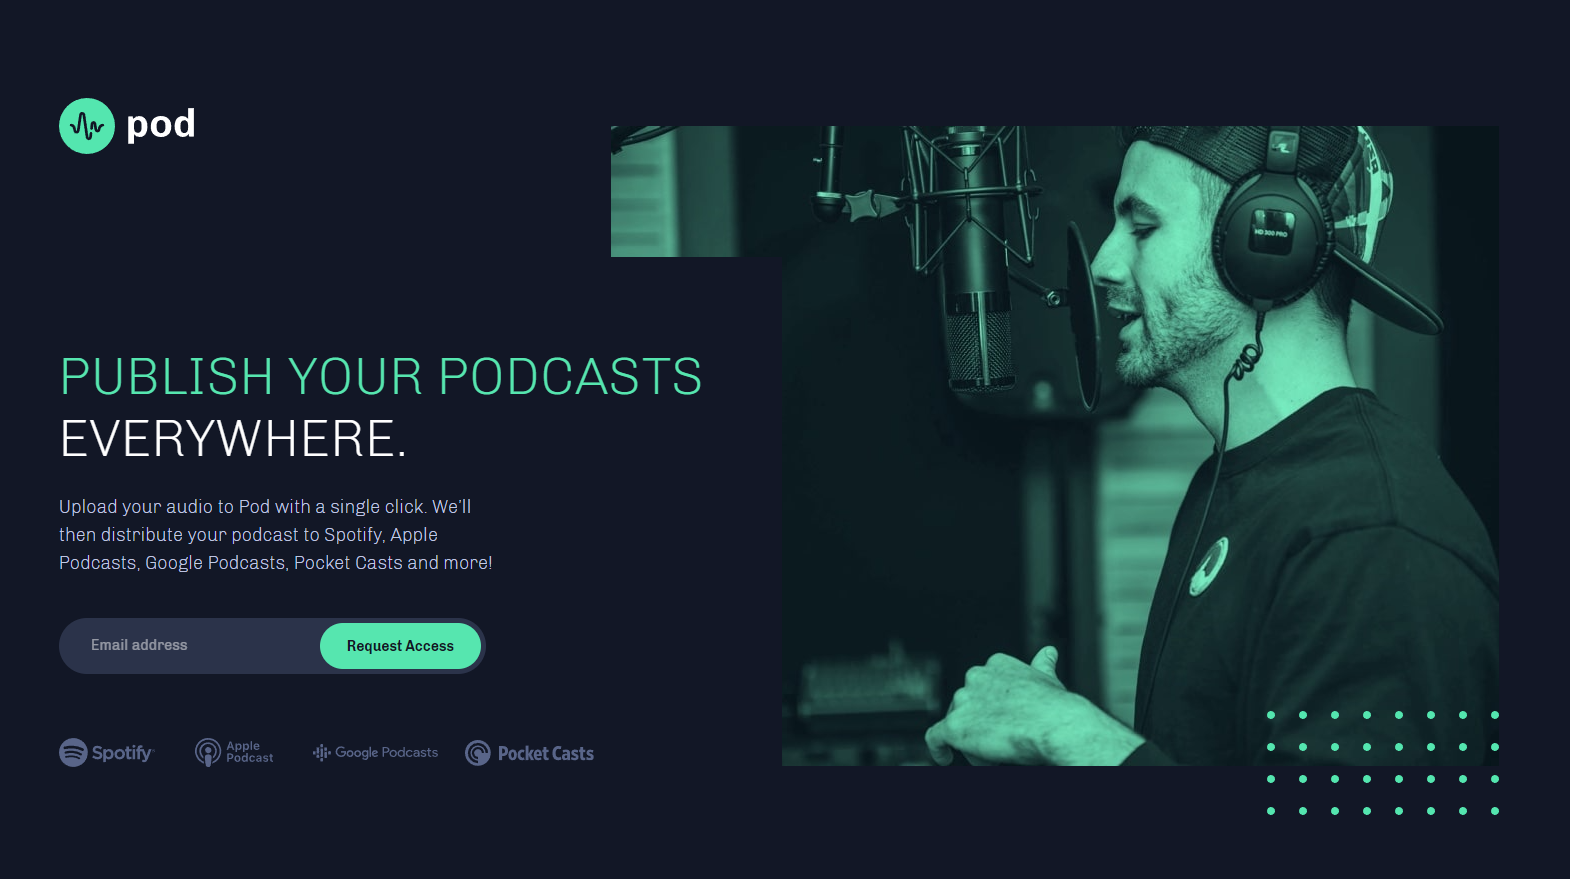 pod
PUBLISH YOUR PODCASTS
EVERYWHERE.
Upload your audio to Pod with a single click. We'll
then distribute your podcast to Spotify, Apple
Podcasts, Google Podcasts, Pocket Casts and more!
Email address
Request Access
Spotify
Apple
Podcast
Google Podcasts
Pocket Casts
HD 300 PRO